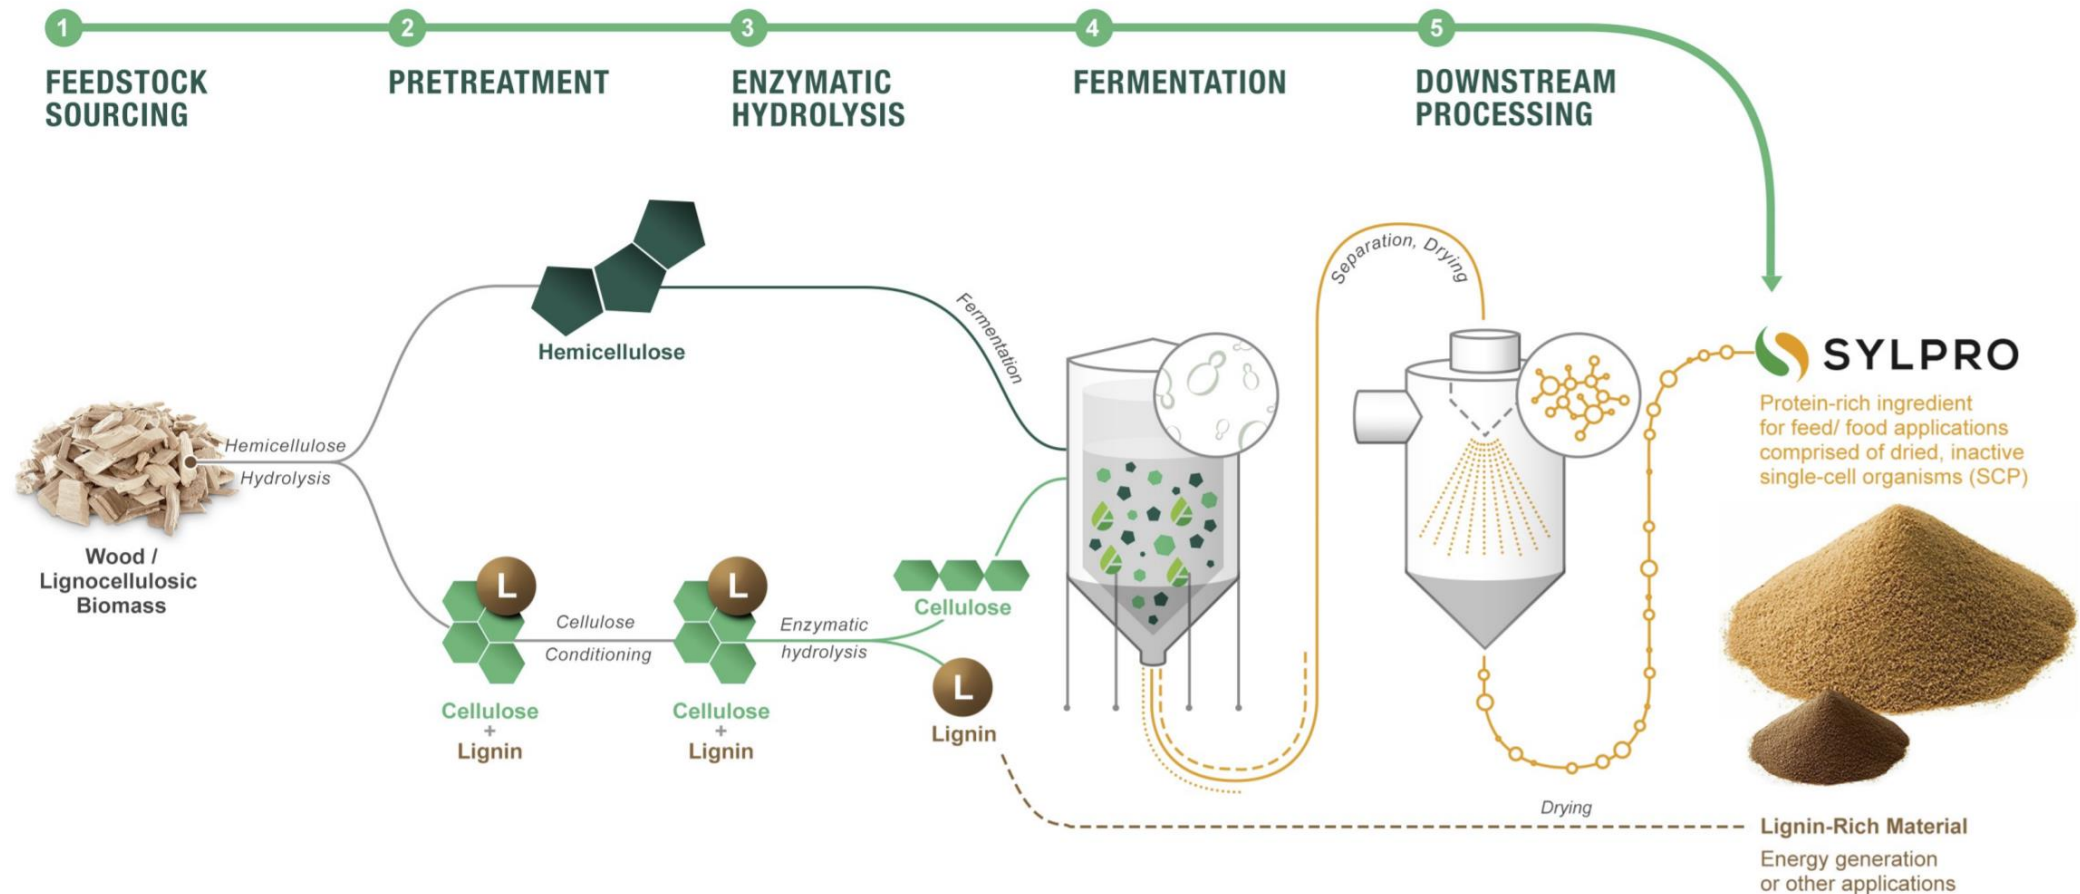 1
FEEDSTOCK
SOURCING
2
PRETREATMENT
3
ENZYMATIC
HYDROLYSIS
4
FERMENTATION
5
DOWNSTREAM
PROCESSING
Wood /
Lignocellulosic
Biomass
Hemicellulose
Hydrolysis
Hemicellulose
Fermentation
L
Cellulose
+
Lignin
Cellulose
Conditioning
L
Cellulose
+
Lignin
Enzymatic
hydrolysis
Cellulose
L
Lignin
Separation, Drying
SYLPRO
Protein-rich ingredient
for feed/ food applications
comprised of dried, inactive
single-cell organisms (SCP)
Drying
Lignin-Rich Material
Energy generation
or other applications